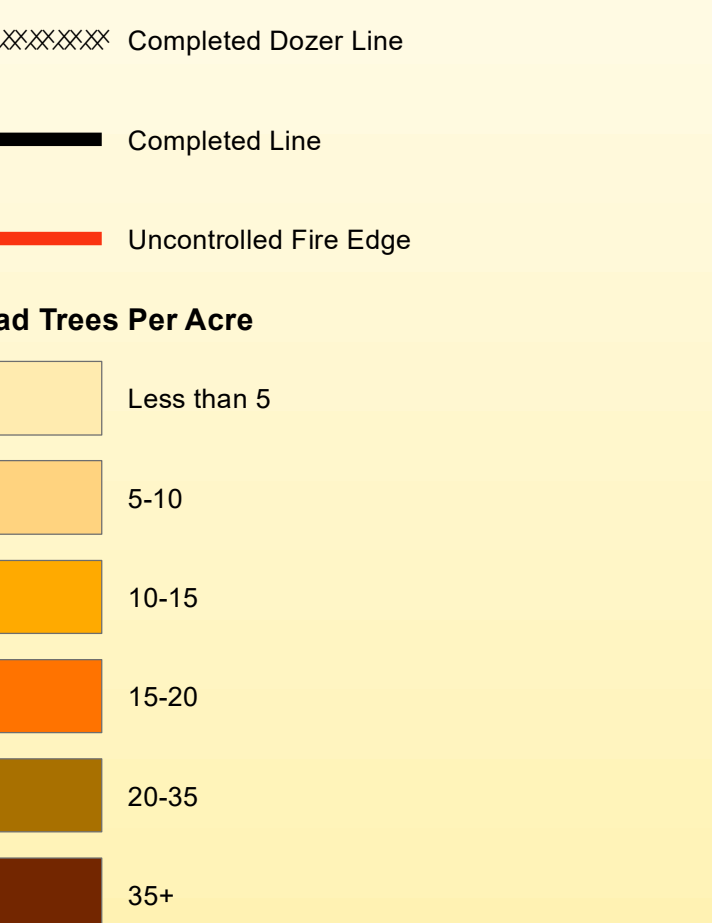 Completed Dozer Line
Completed Line
Uncontrolled Fire Edge
ad Trees Per Acre
Less than 5
5-10
10-15
15-20
20-35
35+